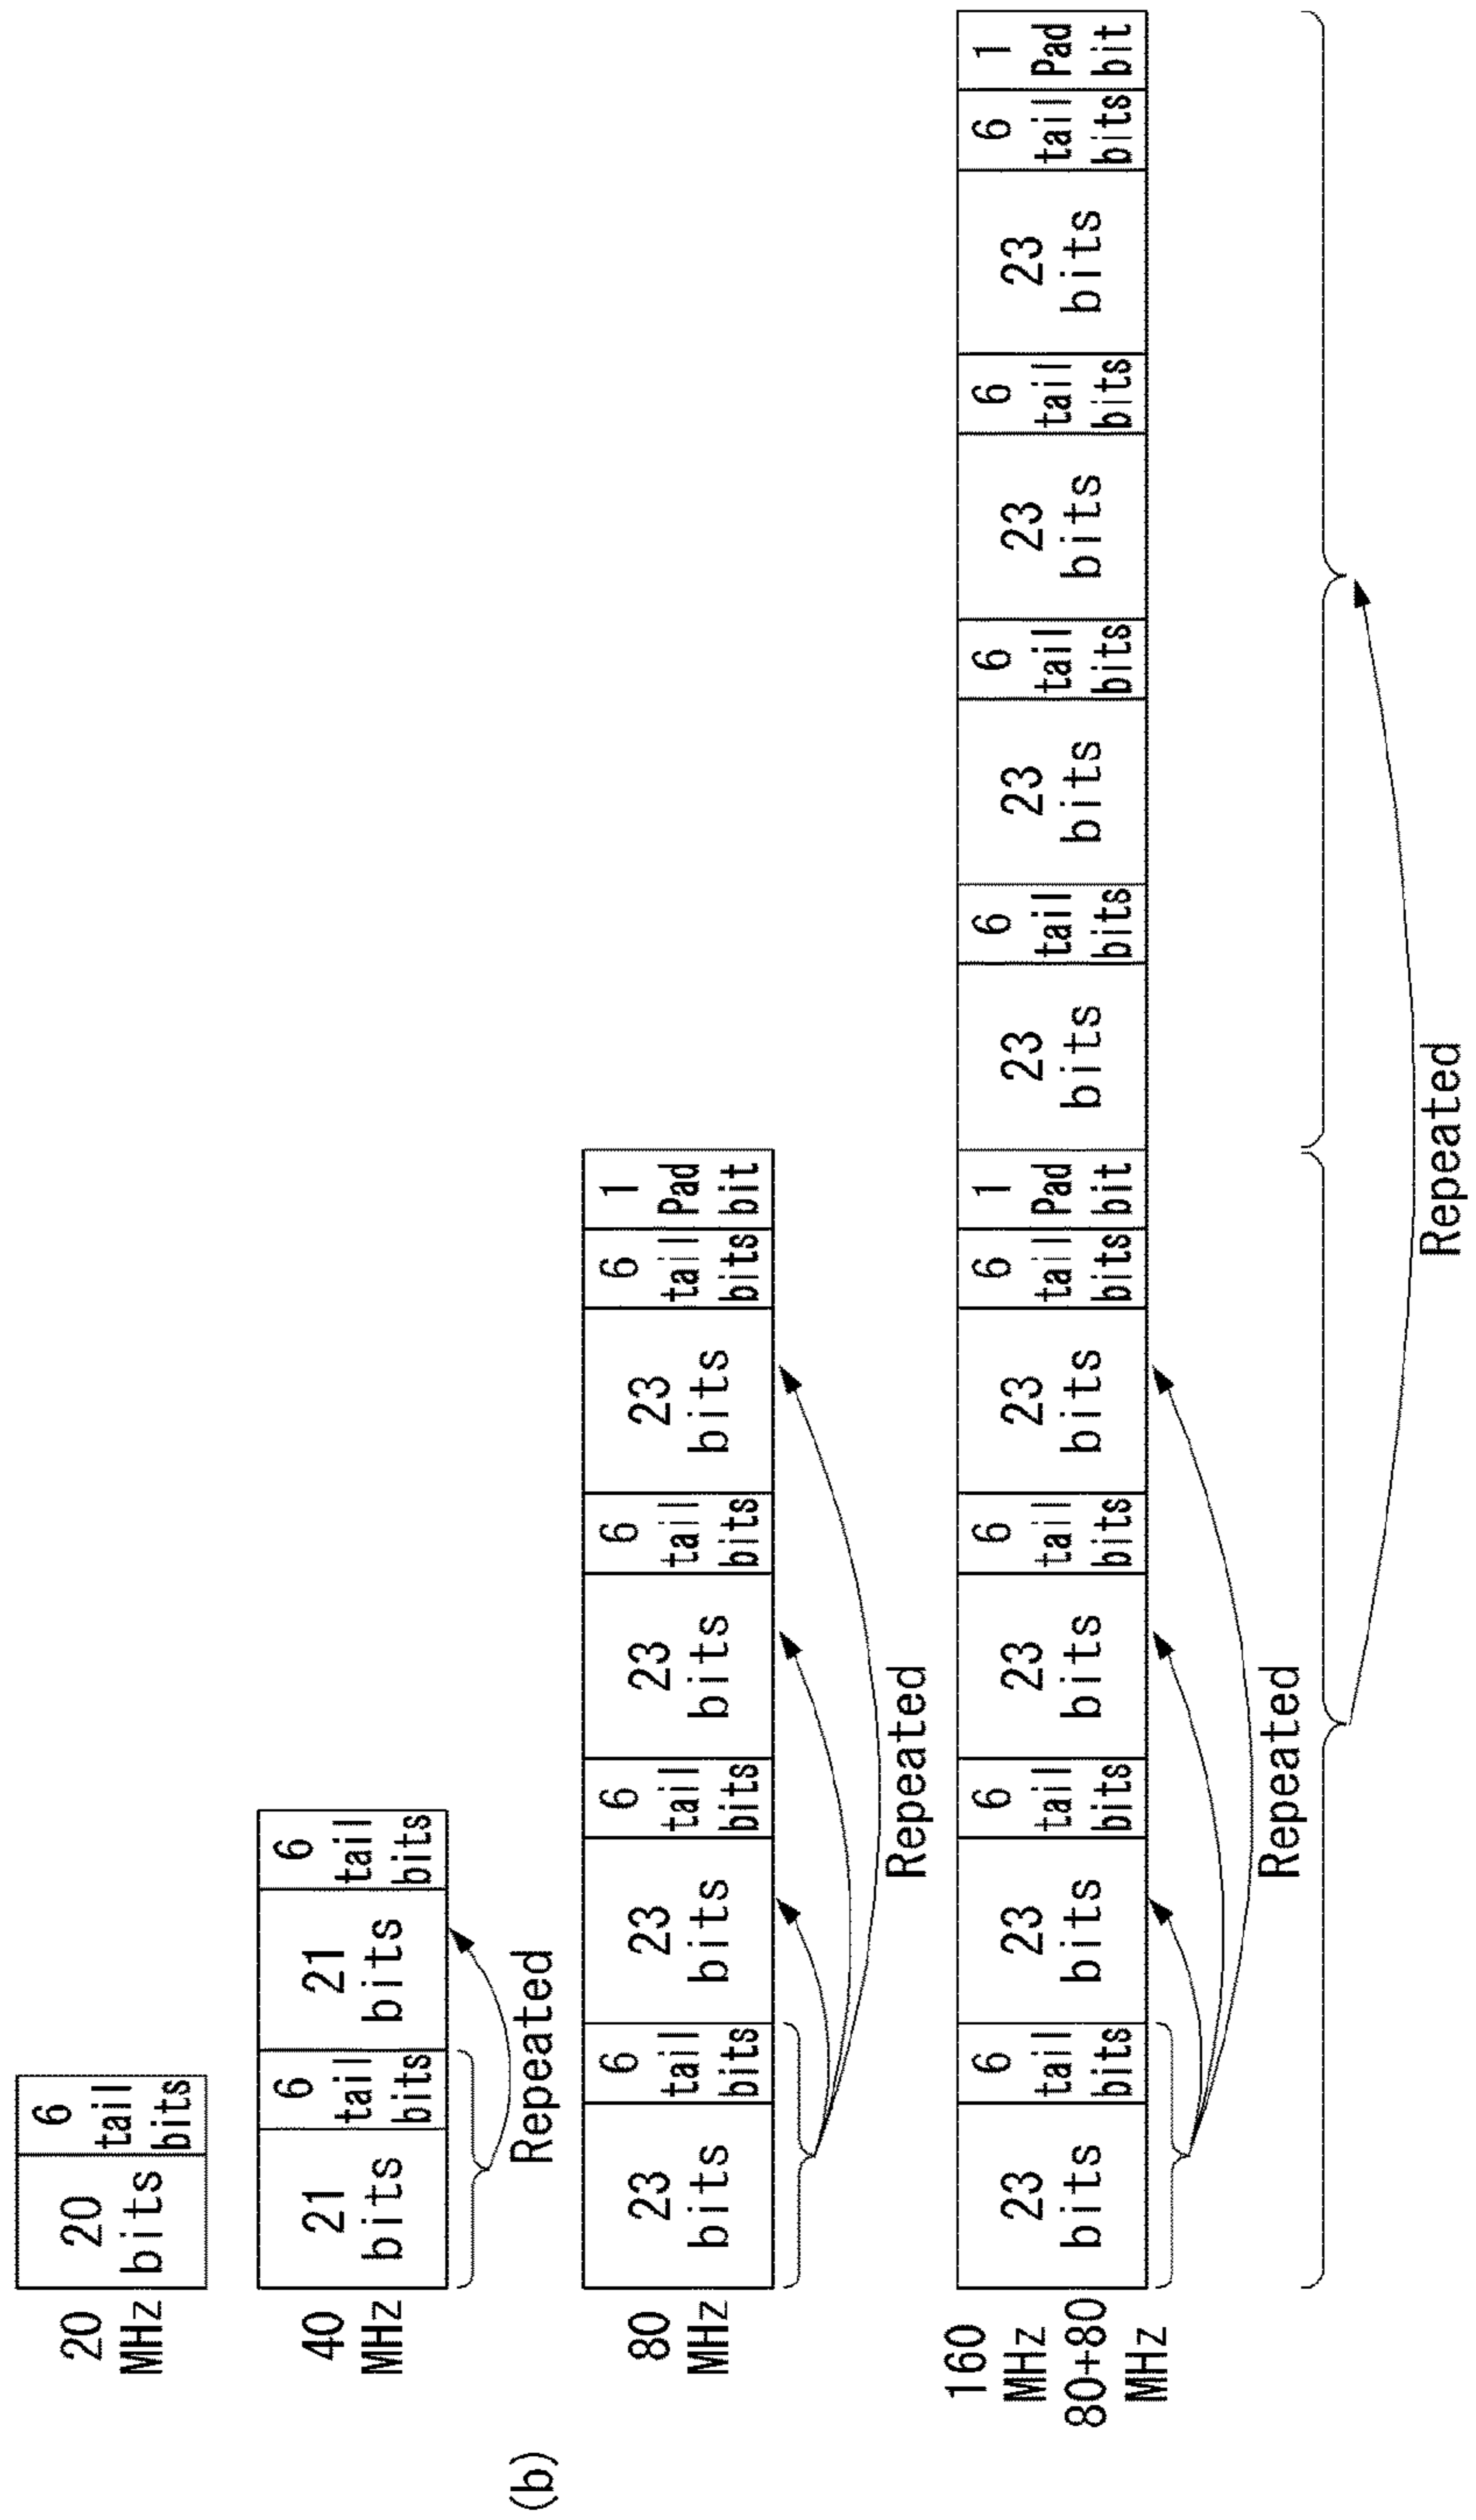 (b)
20
MHz
20
bits
6
tail
bits
40
MHz
21
bits
6
tail
bits
21
bits
6
tail
bits
Repeated
80
MHz
23
bits
6
tail
bits
23
bits
6
tail
bits
23
bits
6
tail
bits
23
bits
6
tail
bits
1
Pad
bit
Repeated
160
MHz
80+80
MHz
23
bits
6
tail
bits
23
bits
6
tail
bits
23
bits
6
tail
bits
23
bits
6
tail
bits
1
Pad
bit
23
bits
6
tail
bits
23
bits
6
tail
bits
23
bits
6
tail
bits
23
bits
6
tail
bits
1
Pad
bit
Repeated
Repeated